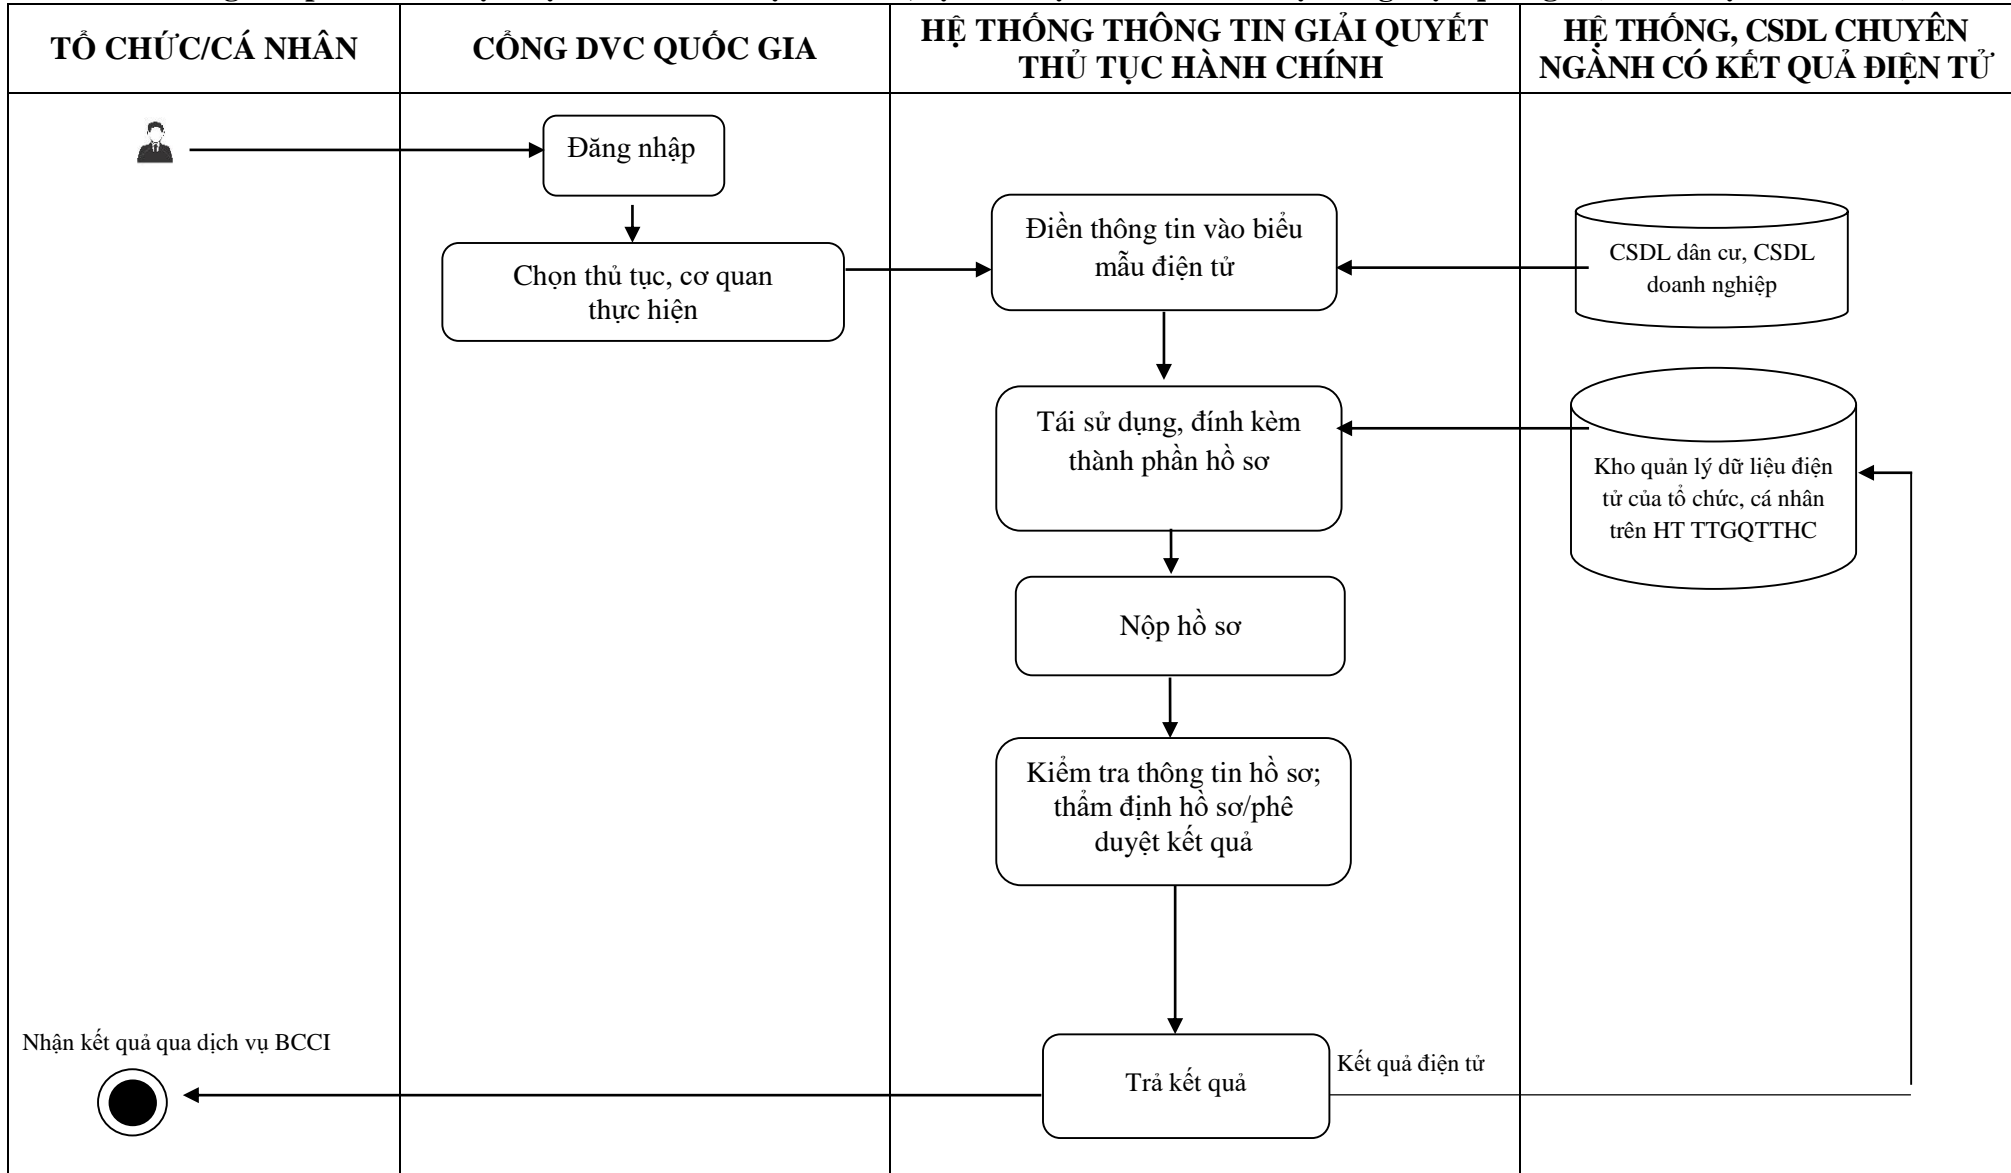 TỔ CHỨC/CÁ NHÂN
CỔNG DVC QUỐC GIA
HỆ THỐNG THÔNG TIN GIẢI QUYẾT
THỦ TỤC HÀNH CHÍNH
HỆ THỐNG, CSDL CHUYÊN
NGÀNH CÓ KẾT QUẢ ĐIỆN TỬ
Đăng nhập
Chọn thủ tục, cơ quan
thực hiện
Điền thông tin vào biểu
mẫu điện tử
CSDL dân cư, CSDL
doanh nghiệp
Tái sử dụng, đính kèm
thành phần hồ sơ
Kho quản lý dữ liệu điện
tử của tổ chức, cá nhân
trên HT TTGQTTHC
Nộp hồ sơ
Kiểm tra thông tin hồ sơ;
thẩm định hồ sơ/phê
duyệt kết quả
Nhận kết quả qua dịch vụ BCCI
Trả kết quả
Kết quả điện tử